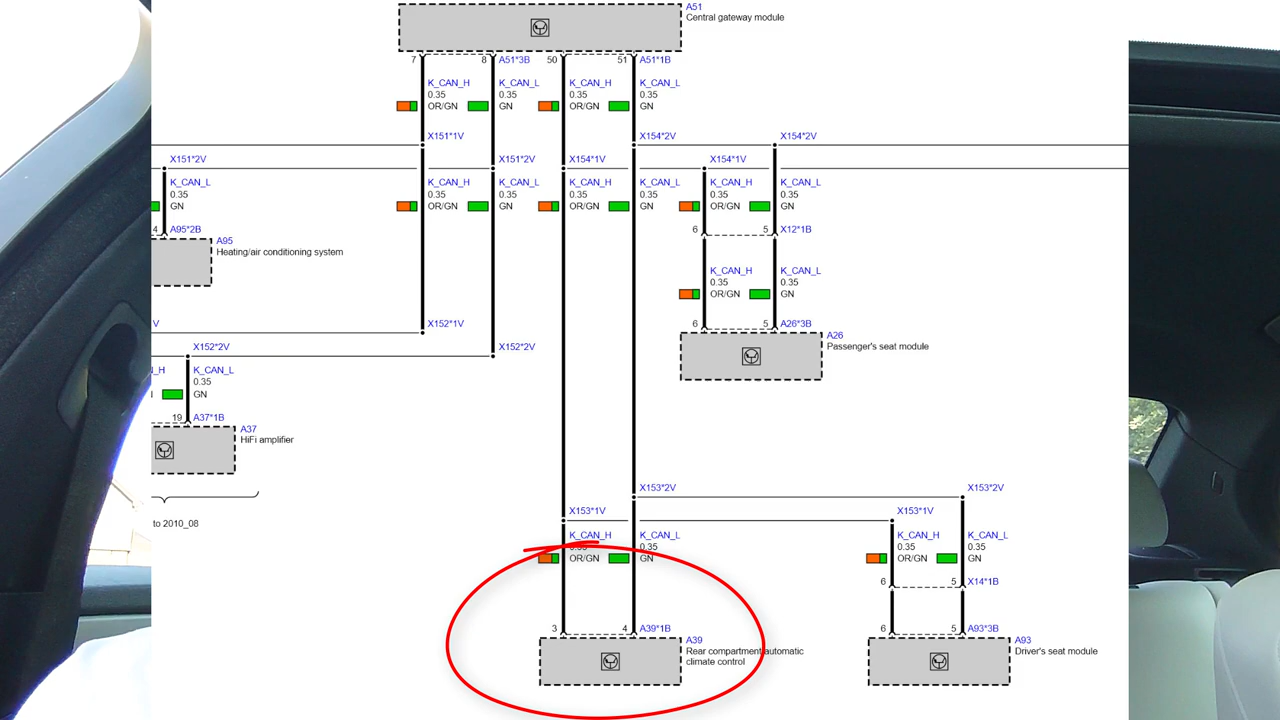 A51
Central gateway module
7
8
A51*3B
50
51
A51*1B
K_CAN_H
0.35
OR/GN
K_CAN_L
0.35
GN
K_CAN_H
0.35
OR/GN
K_CAN_L
0.35
GN
X151*1V
X154*2V
X154*2V
X151*2V
X151*2V
X154*1V
X154*1V
K_CAN_L
0.35
GN
K_CAN_H
0.35
OR/GN
K_CAN_L
0.35
GN
K_CAN_H
0.35
OR/GN
K_CAN_L
0.35
GN
K_CAN_H
0.35
OR/GN
K_CAN_L
0.35
GN
4
A95*2B
6
5
X12*1B
A95
Heating/air conditioning system
K_CAN_H
0.35
OR/GN
K_CAN_L
0.35
GN
V
X152*1V
6
5
A26*3B
A26
Passenger's seat module
X152*2V
X152*2V
_H
K_CAN_L
0.35
GN
19
A37*1B
A37
HiFi amplifier
X153*2V
X153*2V
to 2010_08
X153*1V
X153*1V
K_CAN_H
0.35
OR/GN
K_CAN_L
0.35
GN
K_CAN_H
0.35
OR/GN
K_CAN_L
0.35
GN
6
5
X14*1B
3
4
A39*1B
6
5
A93*3B
A39
Rear compartment automatic
climate control
A93
Driver's seat module